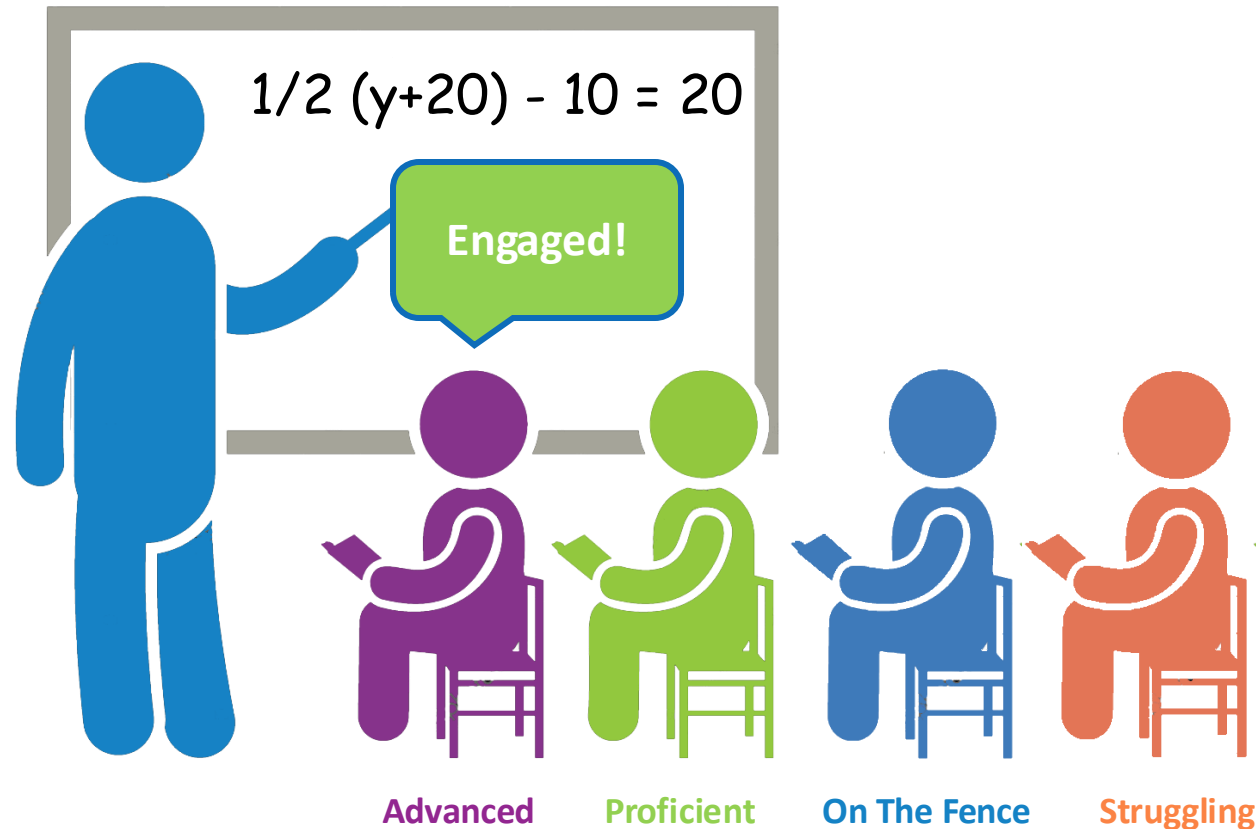 1/2 (y+20) - 10 = 20
Engaged!
Advanced
Proficient
On The Fence
Struggling